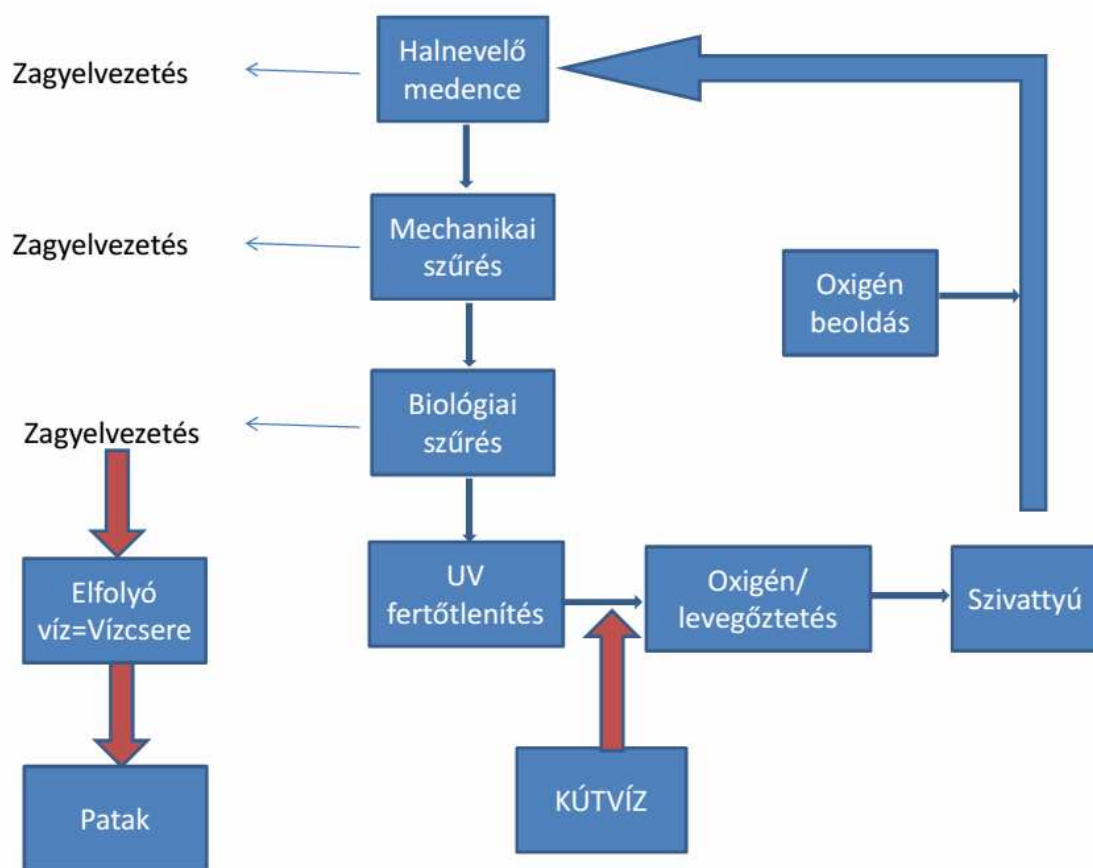 Zagyelvezetés
Halnevelő
medence
Zagyelvezetés
Mechanikai
szűrés
Oxigén
beoldás
Zagyelvezetés
Biológiai
szűrés
Elfolyó
víz=Vízcsere
UV
fertőtlenítés
Oxigén/
levegőztetés
Szivattyú
Patak
KÚTVÍZ